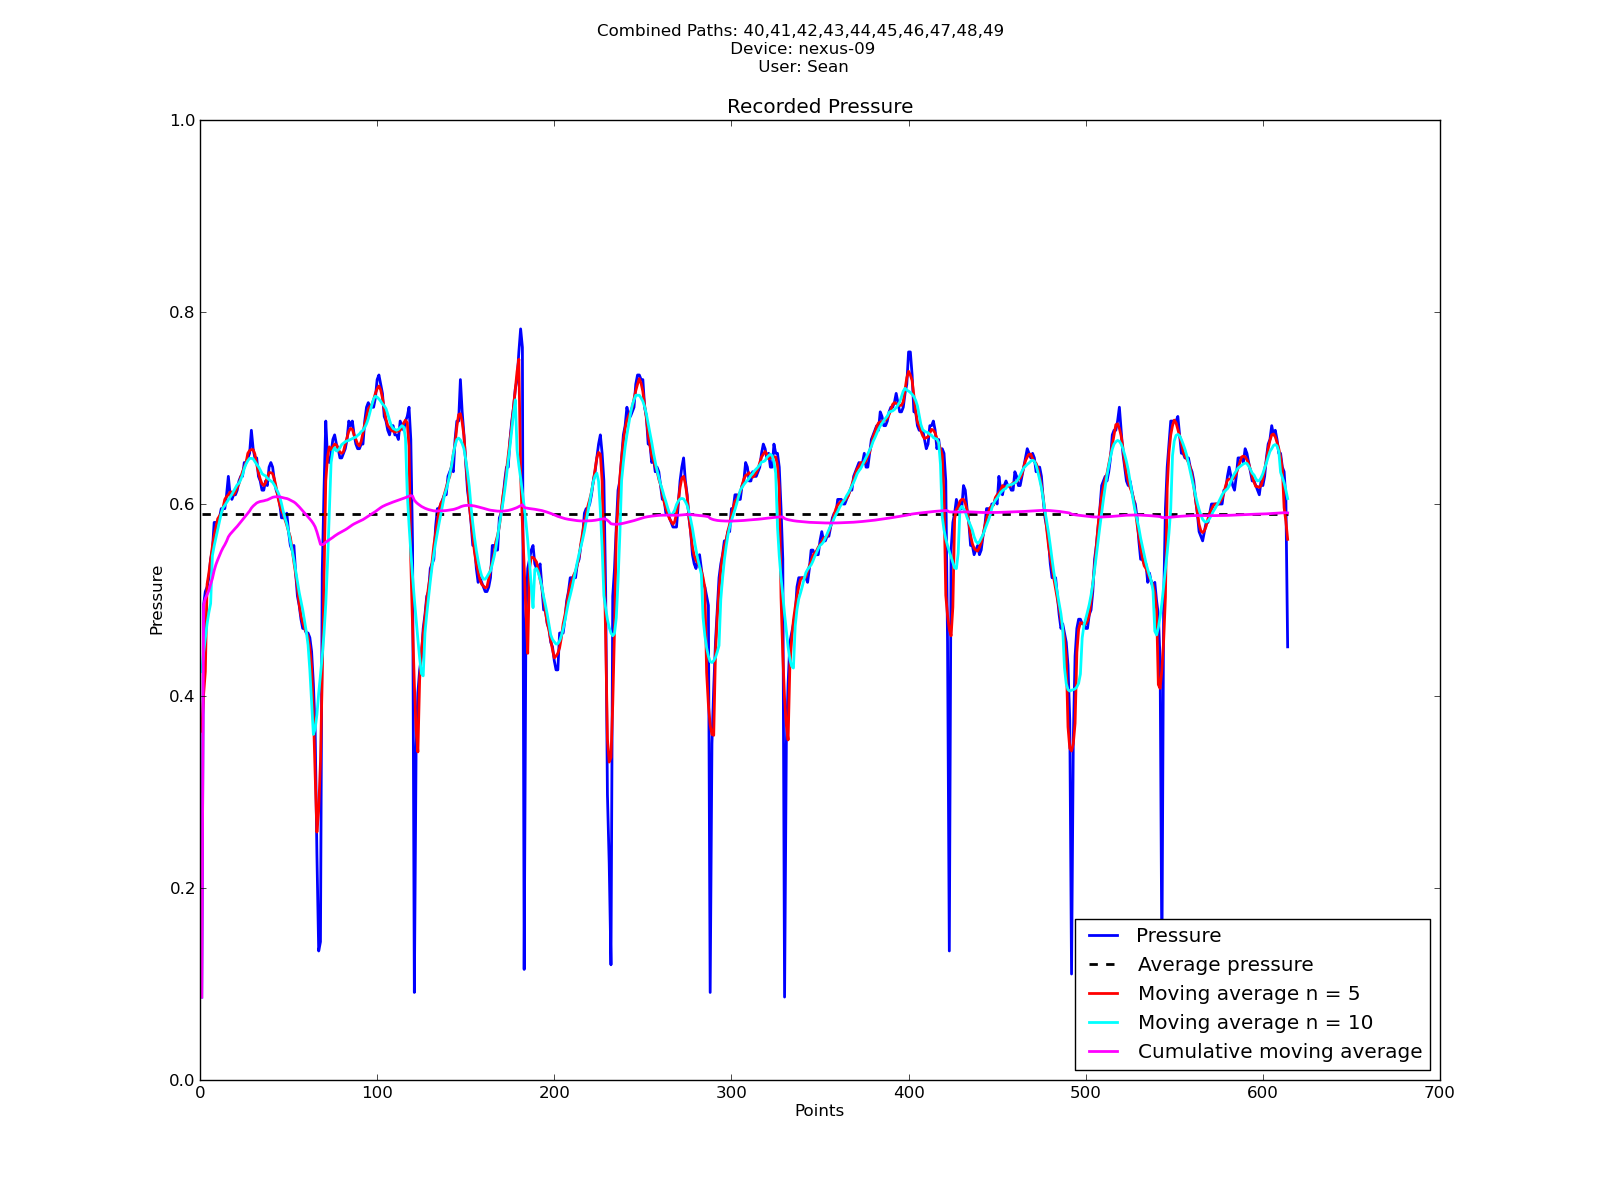 Combined Paths: 40,41,42,43,44,45,46,47,48,49
Device: nexus-09
User: Sean
Recorded Pressure
1.0
0.8
0.6
0.4
0.2
0.0
Pressure
0 100 200 300 400 500 600 700
Points
Pressure
Average pressure
Moving average n = 5
Moving average n = 10
Cumulative moving average